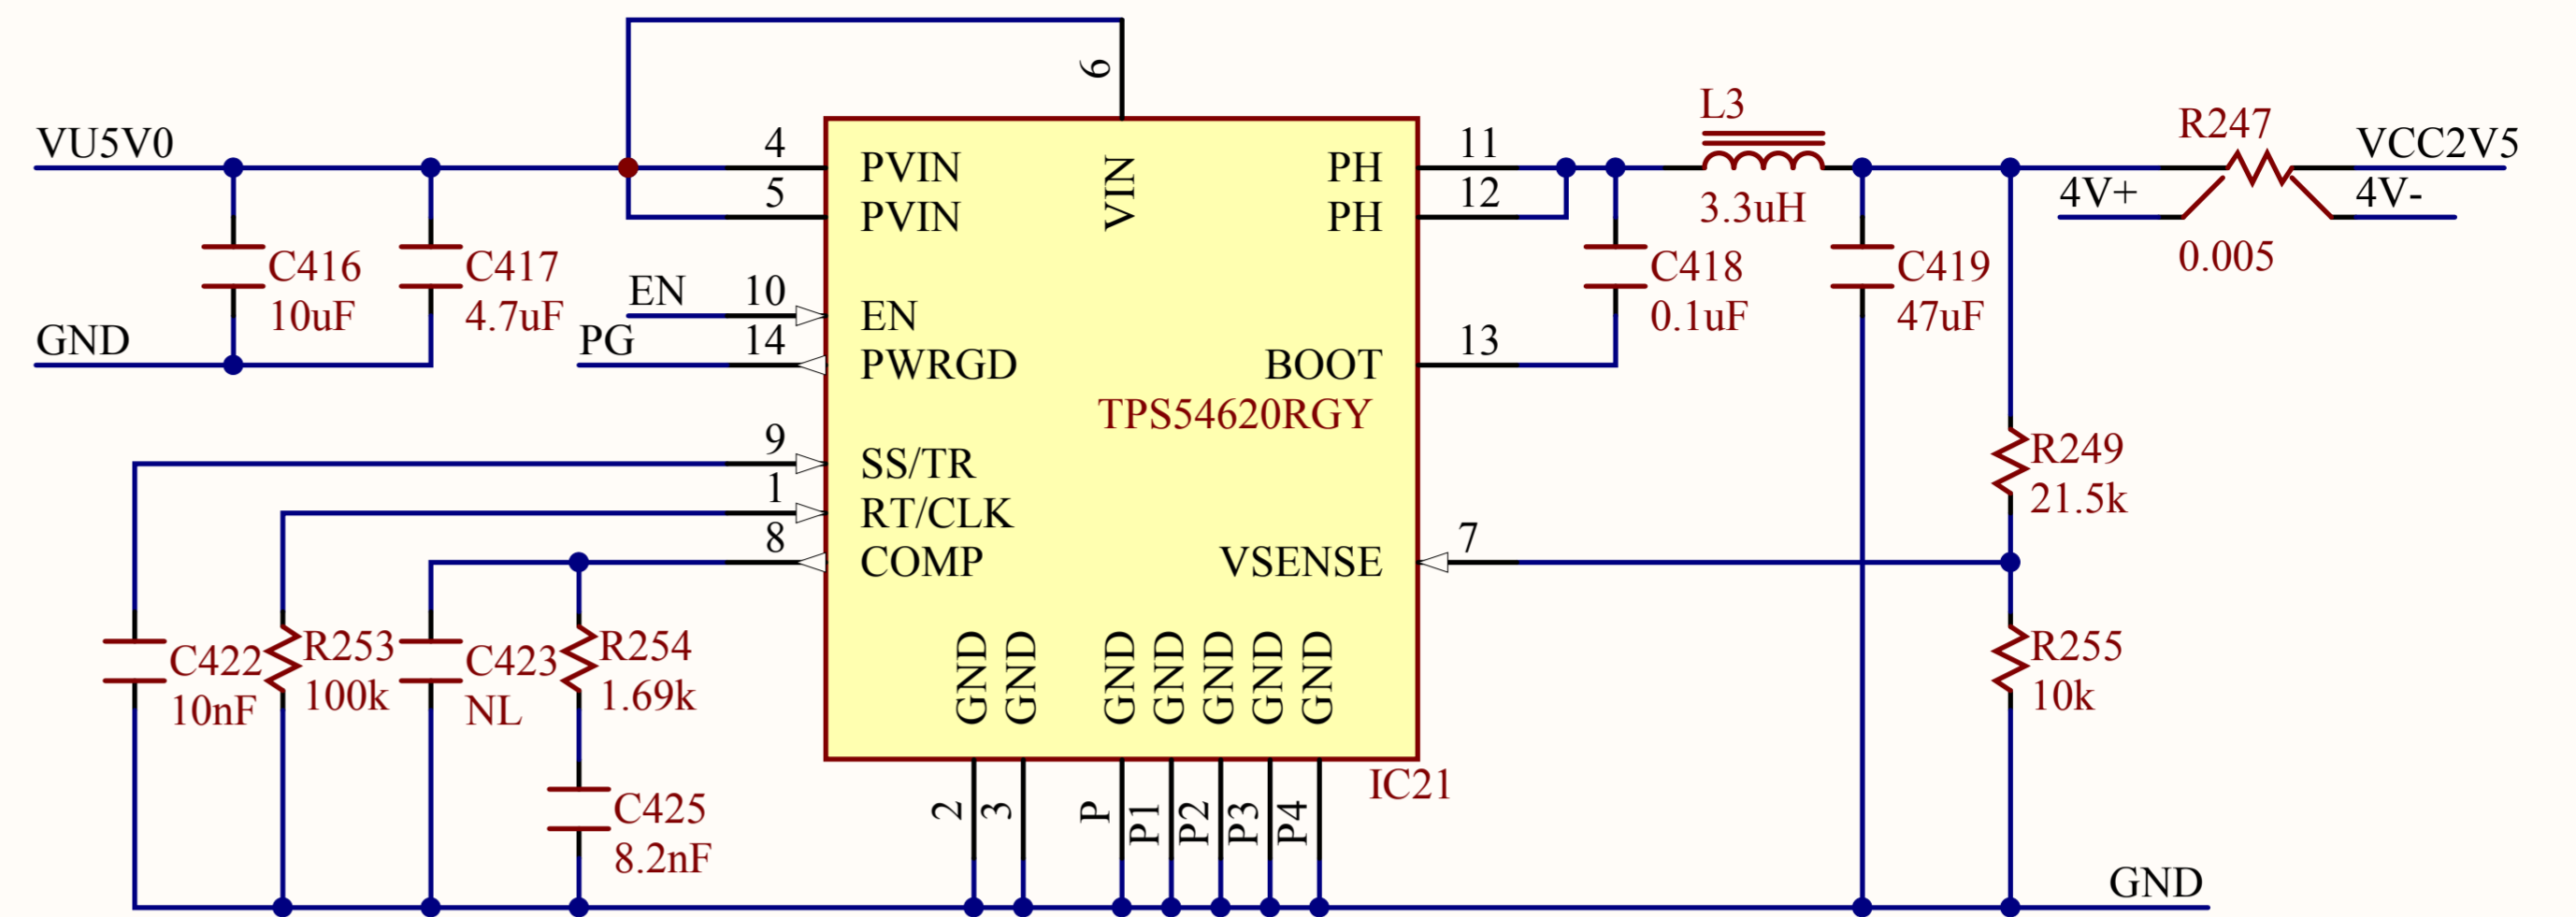 6
L3
R247
VU5V0
4
PVIN
VIN
PH
11
VCC2V5
5
PVIN
PH
12
3.3uH
4V+
4V-
C416
10uF
C417
4.7uF
EN
10
EN
C418
0.1uF
C419
47uF
0.005
GND
PG
14
PWRGD
BOOT
13
TPS54620RGY
9
SS/TR
R249
21.5k
1
RT/CLK
8
COMP
VSENSE
7
C422
10nF
R253
100k
C423
NL
R254
1.69k
GND
GND
GND
GND
GND
GND
GND
R255
10k
IC21
C425
8.2nF
2
3
P
P1
P2
P3
P4
GND